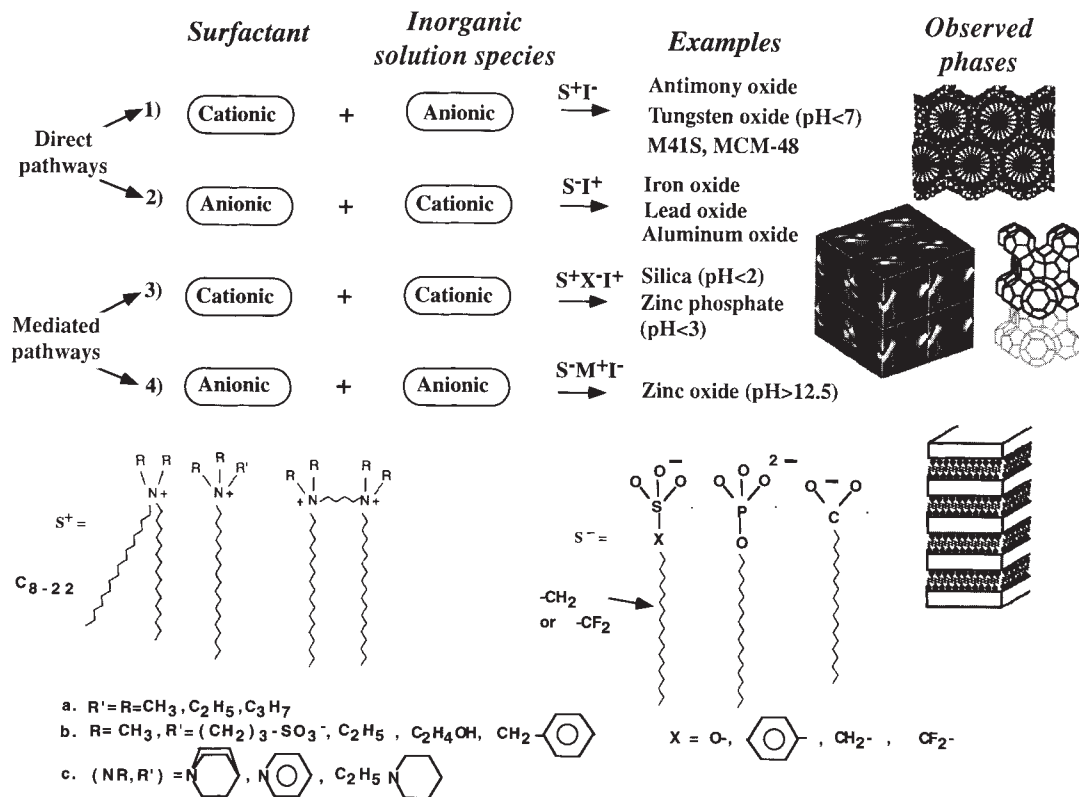 Surfactant
Inorganic
solution species
Examples
Observed
phases
Direct
pathways
1) Cationic + Anionic S⁺I⁻
Antimony oxide
Tungsten oxide (pH<7)
M41S, MCM-48
2) Anionic + Cationic S⁻I⁺
Iron oxide
Lead oxide
Aluminum oxide
Mediated
pathways
3) Cationic + Cationic S⁺X⁻I⁺
Silica (pH<2)
Zinc phosphate
(pH<3)
4) Anionic + Anionic S⁻M⁺I⁻
Zinc oxide (pH>12.5)
S⁺ =
R R
N⁺
R R R'
N⁺
R R R R
⁺N N⁺
C₈₋₂₂
S⁻ =
O O⁻ O
S
X
O O O 2−
P
O
O − O
C
-CH₂
or -CF₂
a. R'=R=CH₃, C₂H₅, C₃H₇
b. R=CH₃, R'=(CH₂)₃-SO₃⁻, C₂H₅, C₂H₄OH, CH₂-
c. (NR, R') = N , N , C₂H₅ N
X = O-, , CH₂-, CF₂-